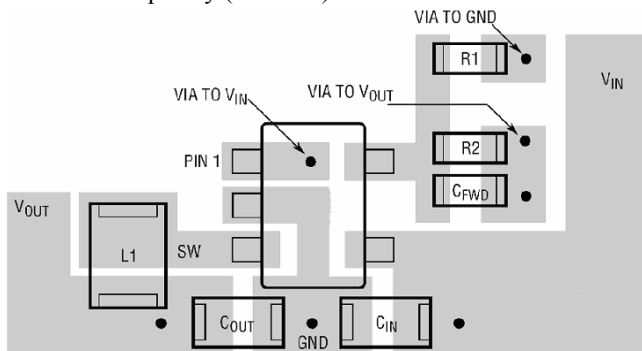 VIA TO GND
R1
VIN
VIA TO VIN
VIA TO VOUT
PIN 1
R2
CFWD
VOUT
L1
SW
COUT
CIN
GND